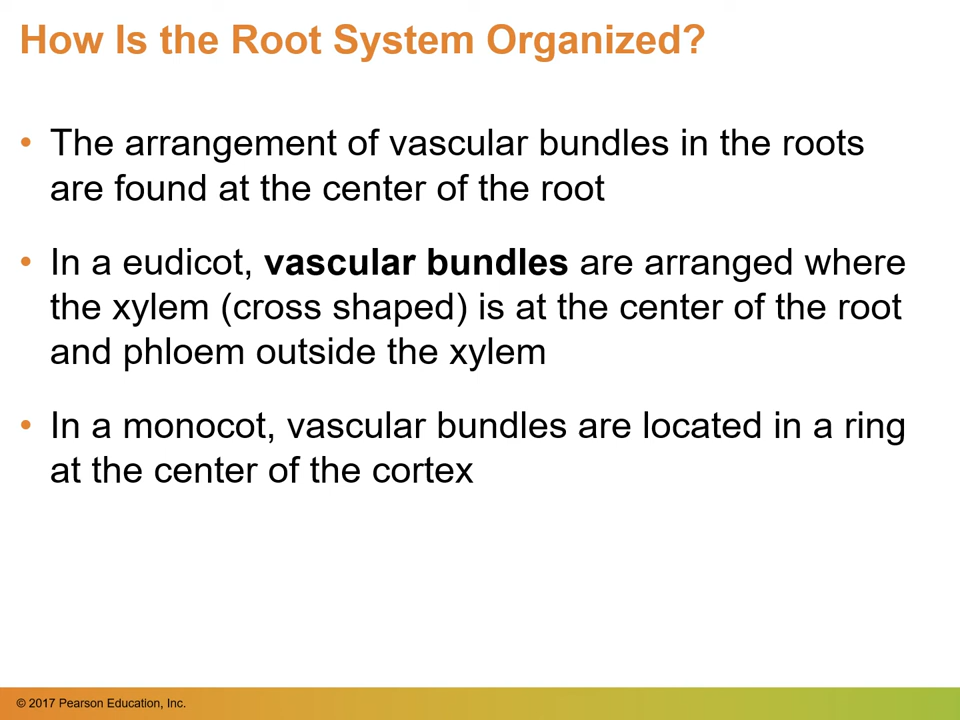 How Is the Root System Organized?
• The arrangement of vascular bundles in the roots
are found at the center of the root
• In a eudicot, vascular bundles are arranged where
the xylem (cross shaped) is at the center of the root
and phloem outside the xylem
• In a monocot, vascular bundles are located in a ring
at the center of the cortex
© 2017 Pearson Education, Inc.